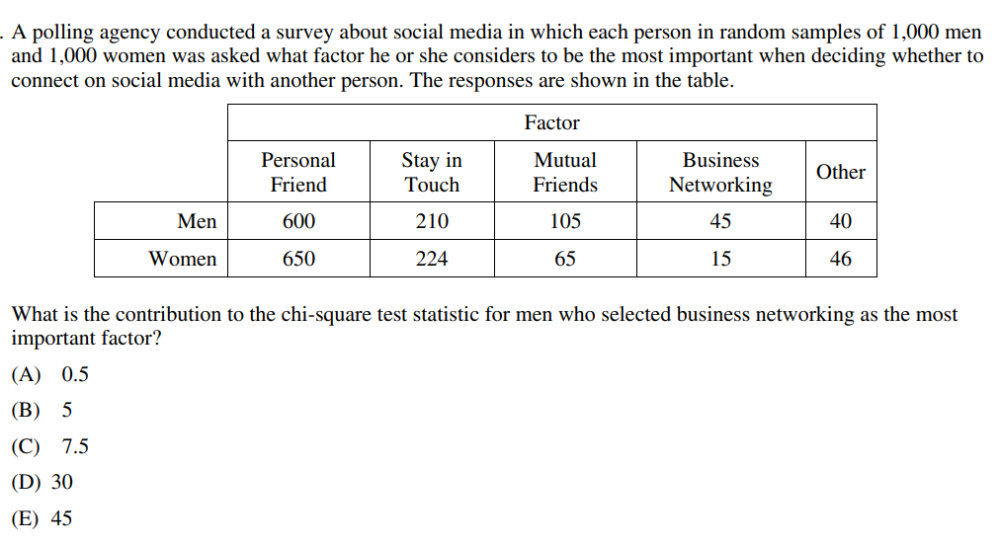 . A polling agency conducted a survey about social media in which each person in random samples of 1,000 men
and 1,000 women was asked what factor he or she considers to be the most important when deciding whether to
connect on social media with another person. The responses are shown in the table.
Factor
Personal Friend Stay in Touch Mutual Friends Business Networking Other
Men 600 210 105 45 40
Women 650 224 65 15 46
What is the contribution to the chi-square test statistic for men who selected business networking as the most
important factor?
(A) 0.5
(B) 5
(C) 7.5
(D) 30
(E) 45